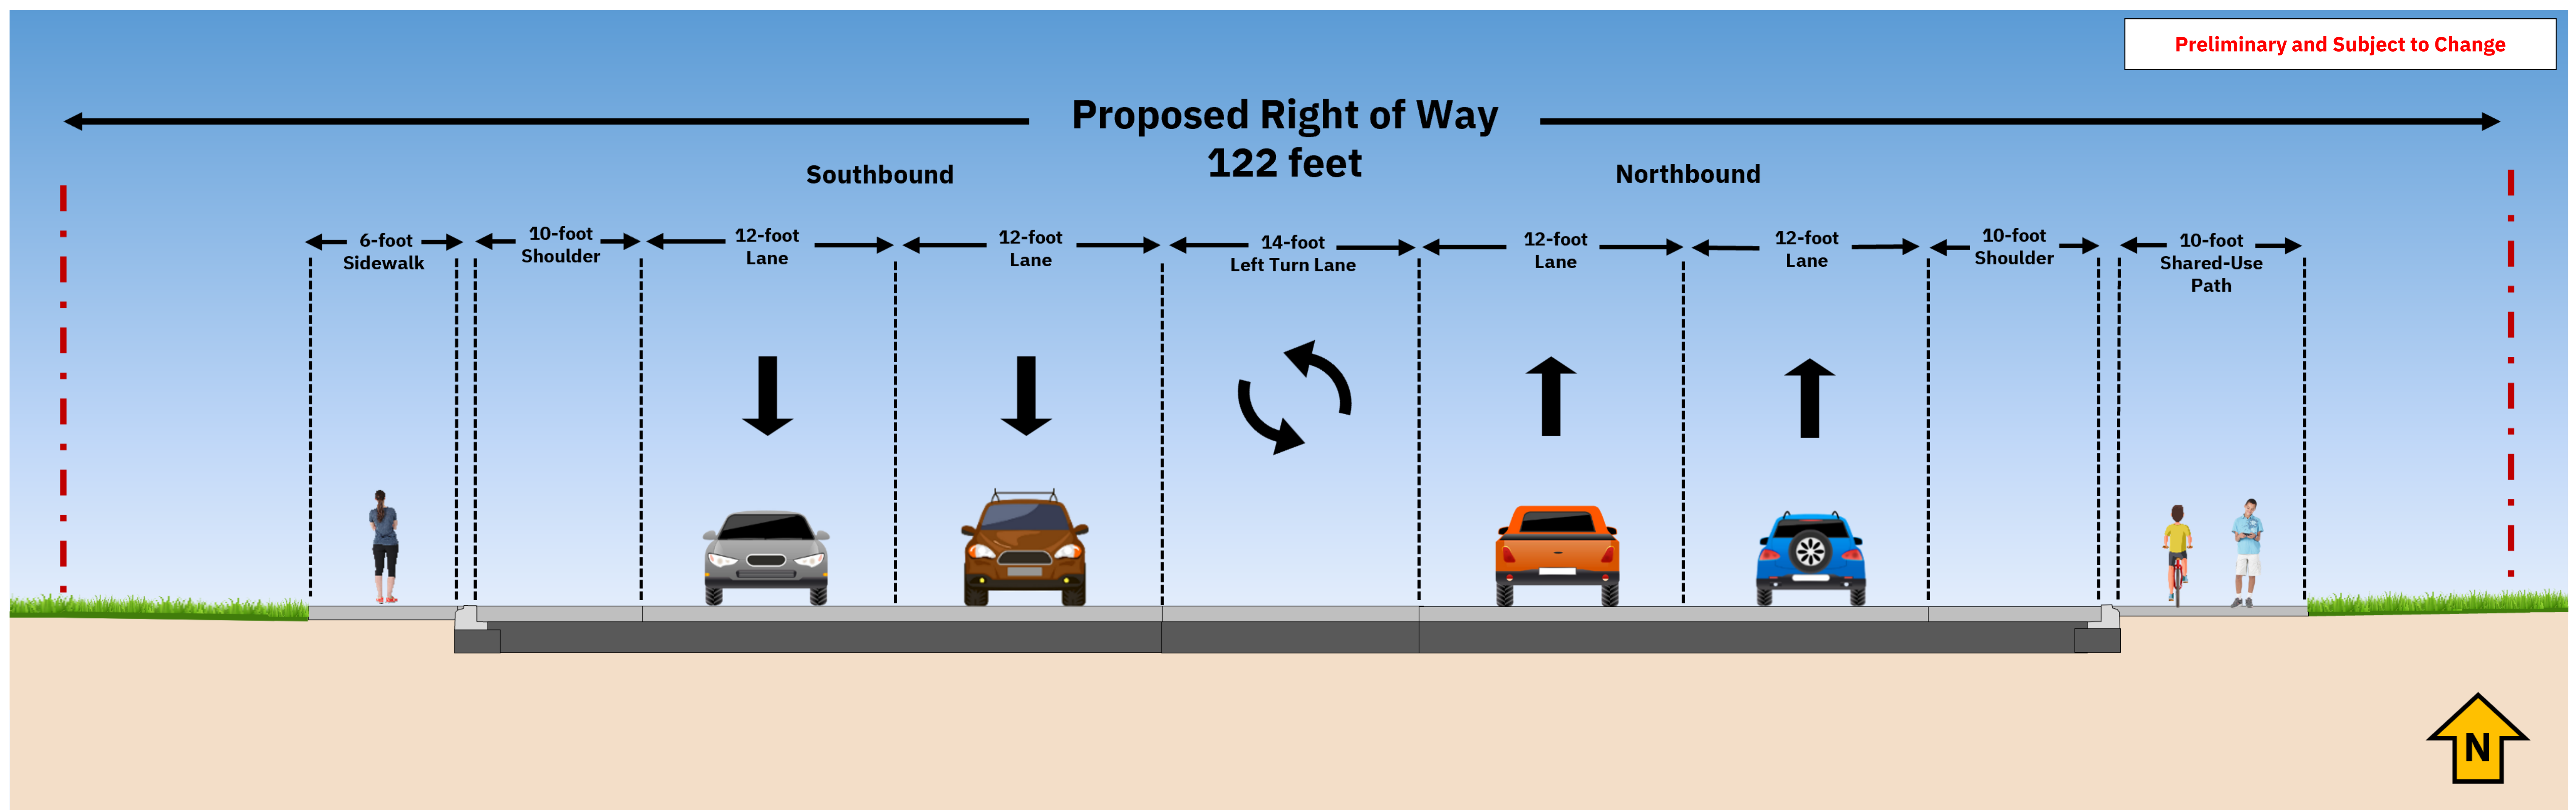 Preliminary and Subject to Change
Proposed Right of Way
122 feet
Southbound
Northbound
6-foot
Sidewalk
10-foot
Shoulder
12-foot
Lane
12-foot
Lane
14-foot
Left Turn Lane
12-foot
Lane
12-foot
Lane
10-foot
Shoulder
10-foot
Shared-Use
Path
N